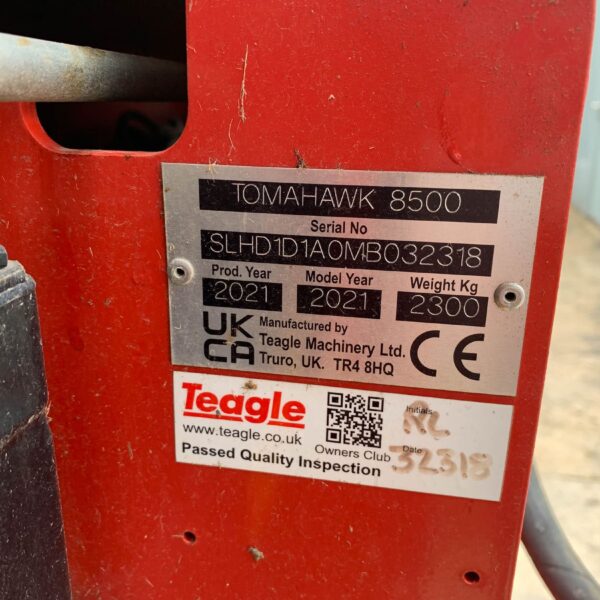 TOMAHAWK 8500
Serial No
SLHD1D1A0MB032318
Prod. Year Model Year Weight Kg
2021 2021 2300
UK
CA
Manufactured by
Teagle Machinery Ltd.
Truro, UK. TR4 8HQ
CE
Teagle
www.teagle.co.uk
Owners Club
Passed Quality Inspection
Initials
RL
Date
32318